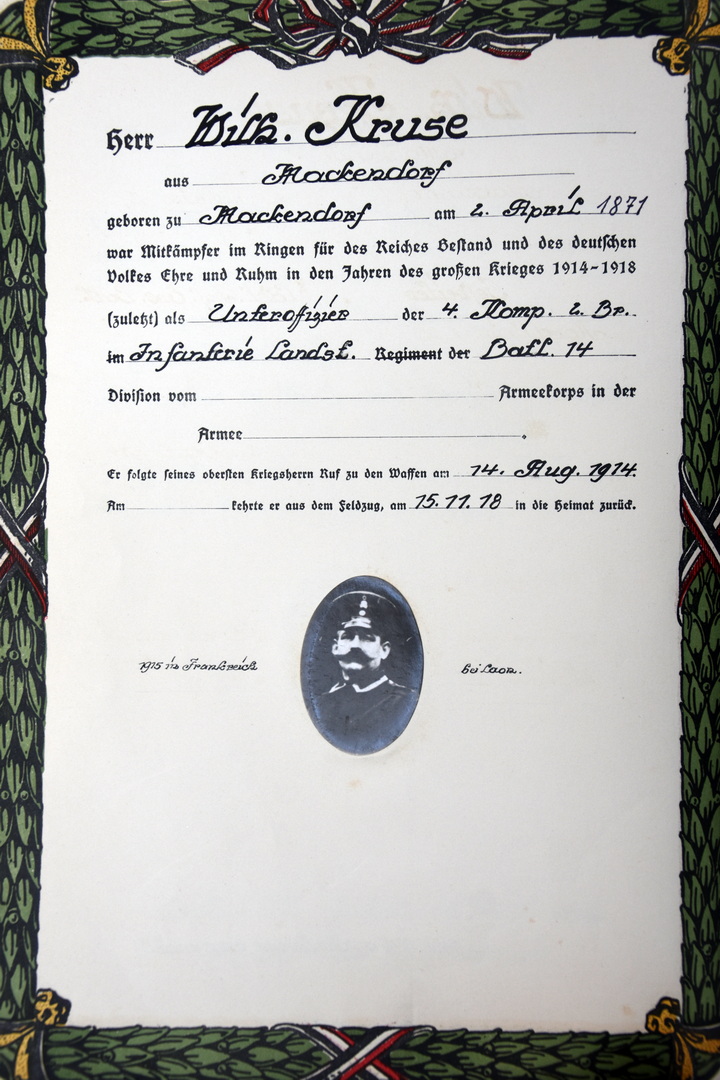 Herr Wilh. Kruse
aus Mackendorf
geboren zu Mackendorf am 2. April 1871
war Mitkämpfer im Ringen für des Reiches Bestand und des deutschen
Volkes Ehre und Ruhm in den Jahren des großen Krieges 1914-1918
(zuletzt) als Unteroffizier der 4. Komp. 2. Br.
im Infanterie Landst. Regiment der Batl. 14
Division vom Armeekorps in der
Armee .
Er folgte seines obersten Kriegsherrn Ruf zu den Waffen am 14. Aug. 1914.
Am kehrte er aus dem Feldzug, am 15.11.18 in die Heimat zurück.
1915 in Frankreich bei Laon.